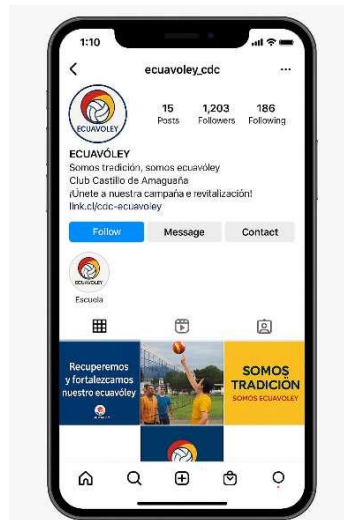 1:10
ecuavoley_cdc
ECUAVOLEY
15 1,203 186
Posts Followers Following
ECUAVÓLEY
Somos tradición, somos ecuavóley
Club Castillo de
Amaguaña
¡Únete a nuestra campaña e revitalización!
link.cl/cdc-ecuavoley
Follow Message Contact
ECUAVOLEY
Escuela
Recuperemos
y fortalezcamos
nuestro ecuavóley
SOMOS
TRADICIÓN
SOMOS ECUAVOLEY